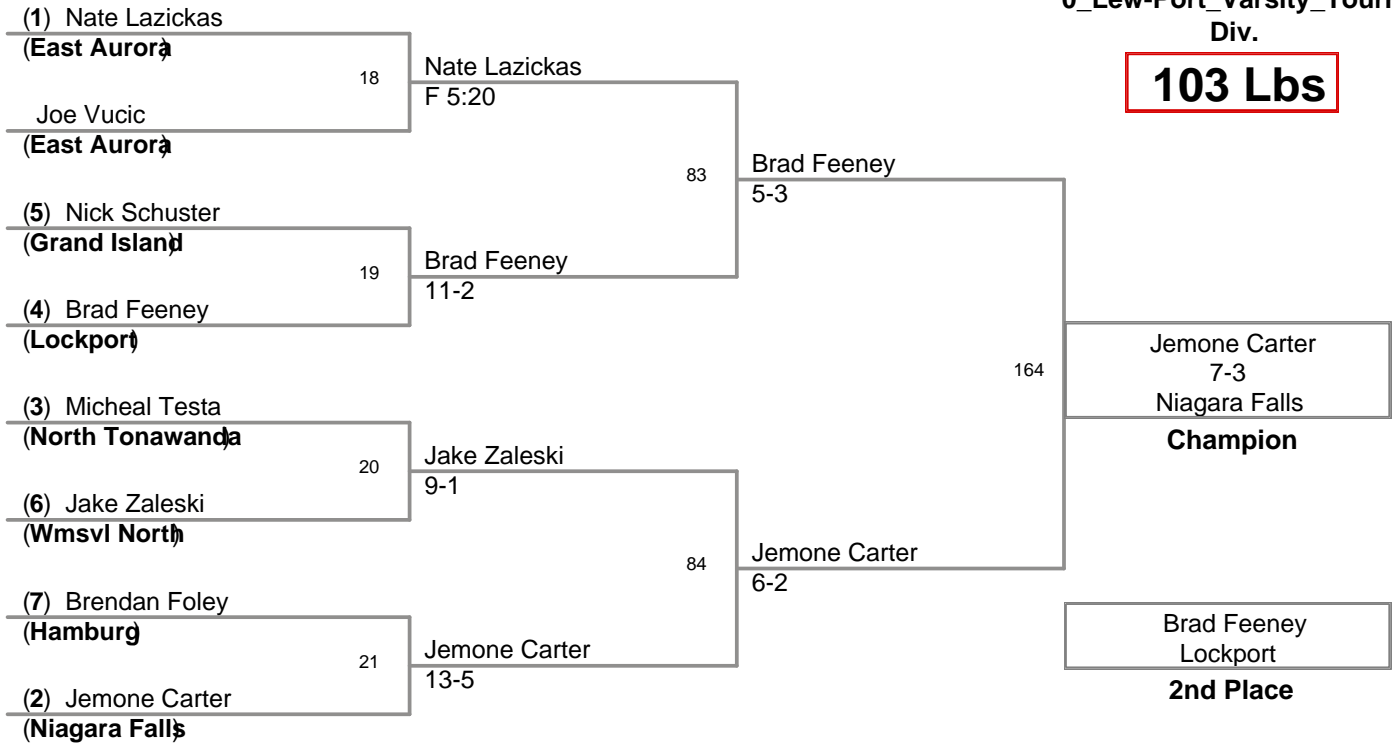 0_Lew-Port_Varsity_Tour
Div.
103 Lbs
(1) Nate Lazickas
(East Aurora)
18
Nate Lazickas
F 5:20
Joe Vucic
(East Aurora)
83
Brad Feeney
5-3
(5) Nick Schuster
(Grand Island)
19
Brad Feeney
11-2
(4) Brad Feeney
(Lockport)
164
Jemone Carter
7-3
Niagara Falls
Champion
(3) Micheal Testa
(North Tonawanda)
20
Jake Zaleski
9-1
(6) Jake Zaleski
(Wmsvl North)
84
Jemone Carter
6-2
(7) Brendan Foley
(Hamburg)
21
Jemone Carter
13-5
(2) Jemone Carter
(Niagara Falls)
Brad Feeney
Lockport
2nd Place